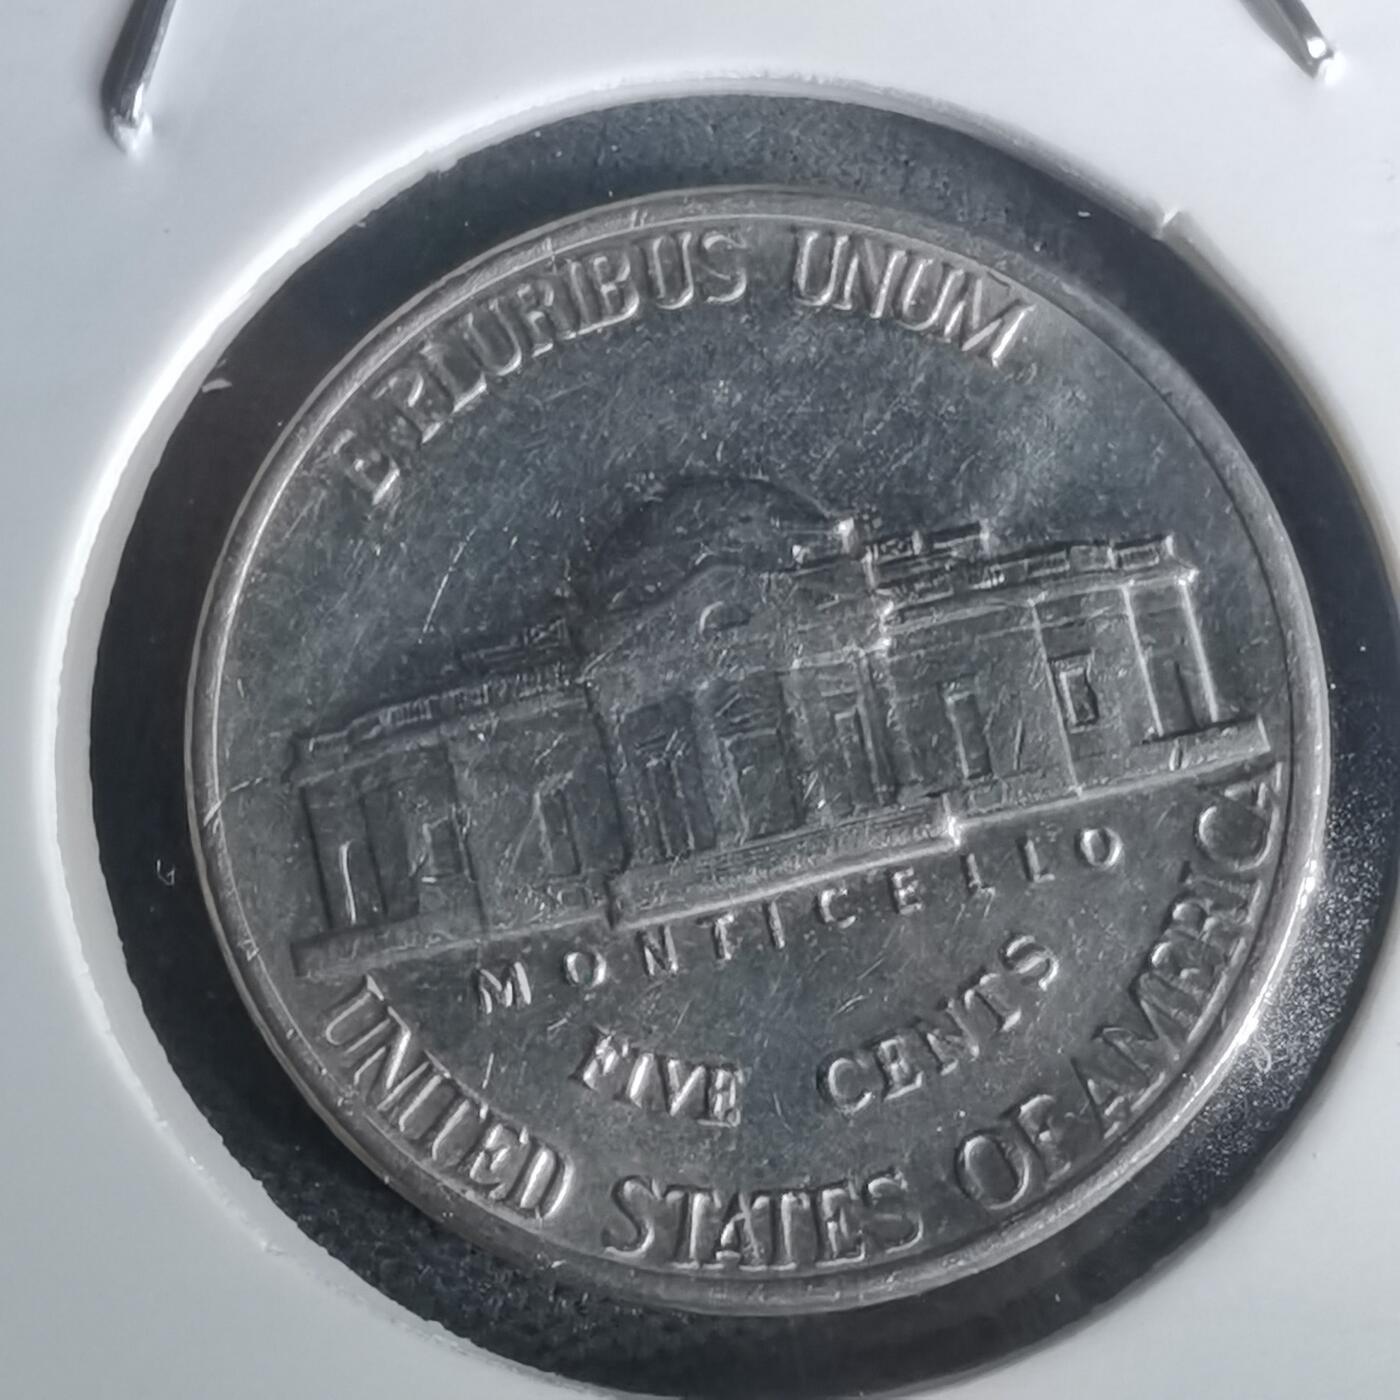 E PLURIBUS UNUM
MONTICELLO
FIVE CENTS
UNITED STATES OF AMERICA